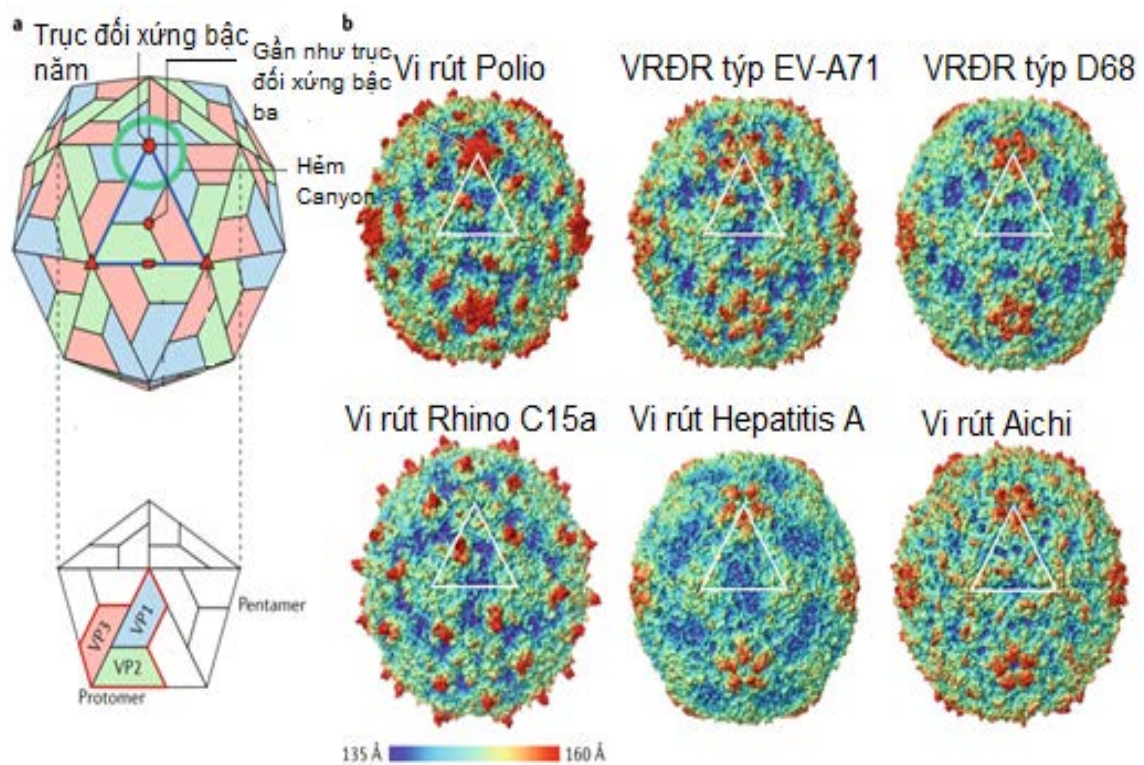 a
Trục đối xứng bậc
năm
Gần như trục
đối xứng bậc
ba
Hẻm
Canyon
VP3
VP1
VP2
Pentamer
Protomer
b
Vi rút Polio
VRĐR týp EV-A71
VRĐR týp D68
Vi rút Rhino C15a
Vi rút Hepatitis A
Vi rút Aichi
135 Å
160 Å